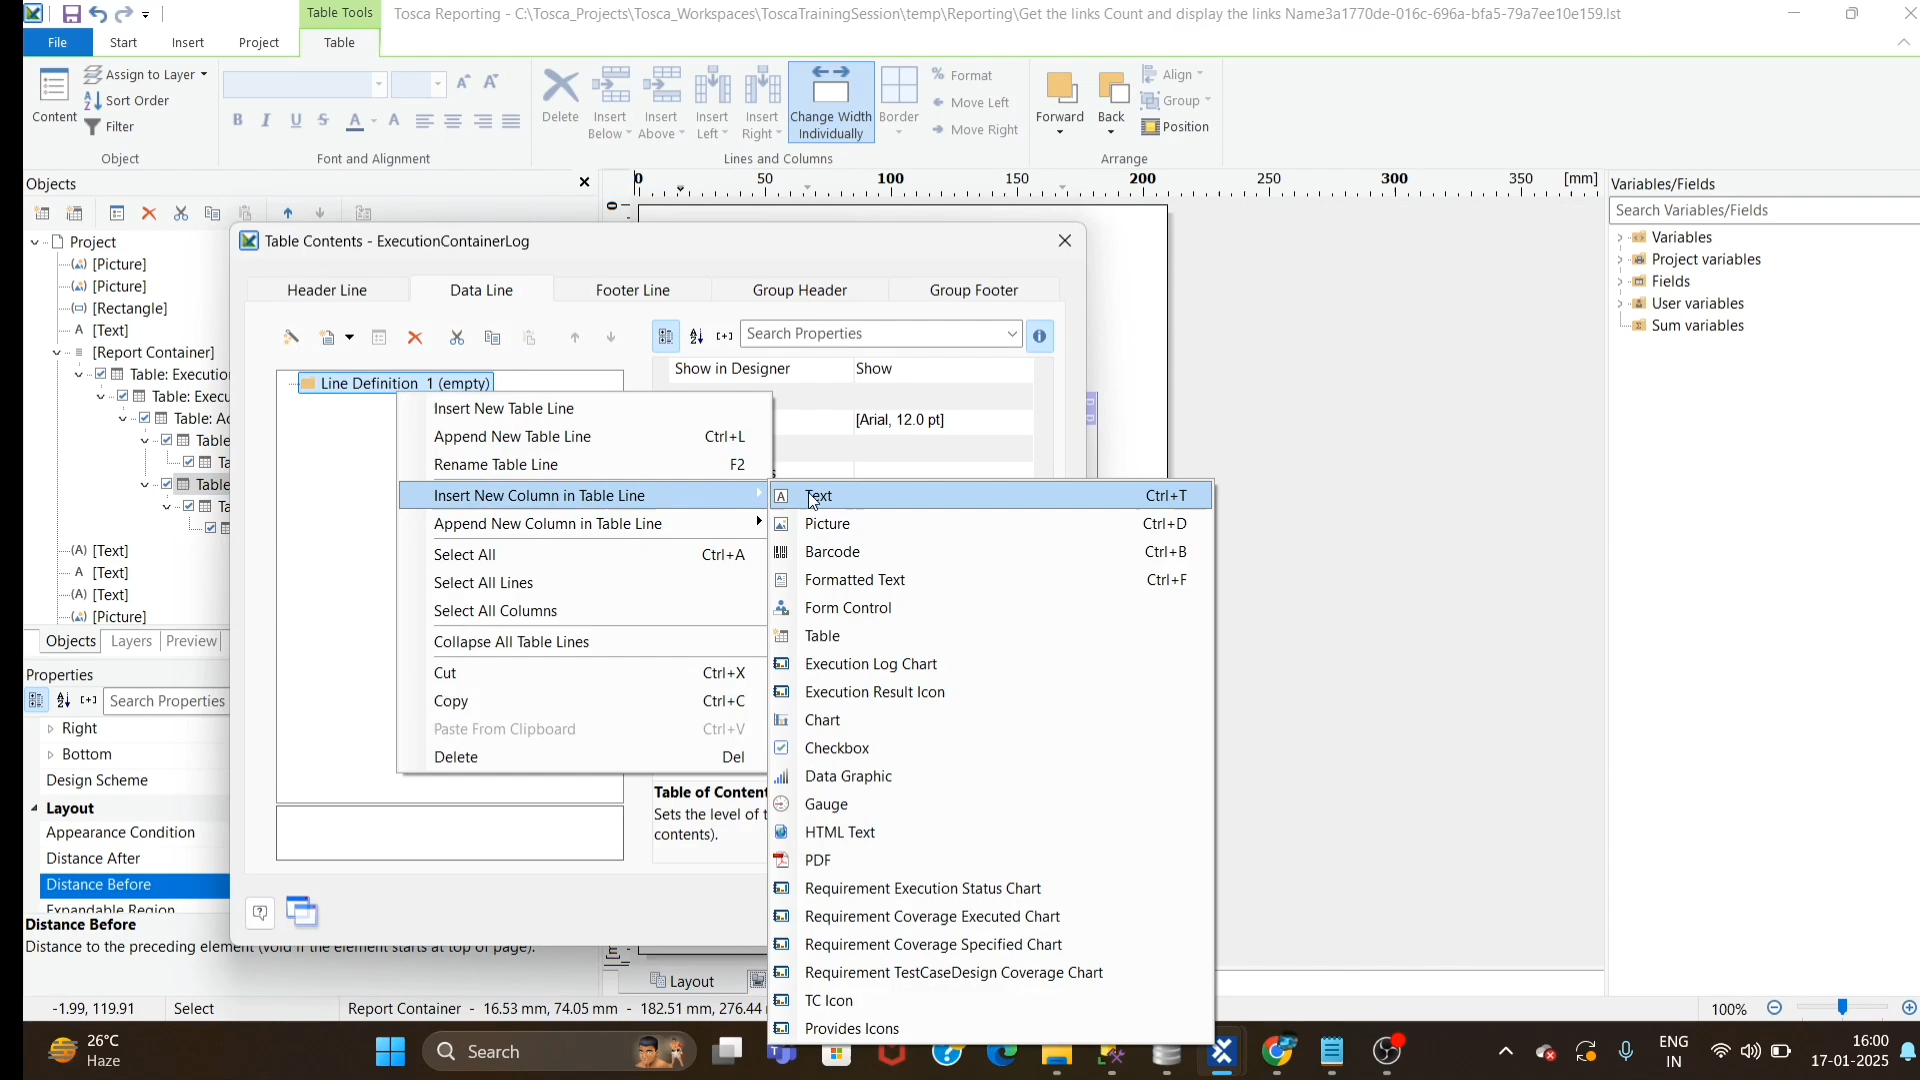 Table Tools
Tosca Reporting - C:\Tosca_Projects\Tosca_Workspaces\ToscaTrainingSession\temp\Reporting\Get the links Count and display the links Name3a1770de-016c-696a-bfa5-79a7ee10e159.lst
File Start Insert Project Table
Content
Assign to Layer
Sort Order
Filter
Object
Font and Alignment
Delete
Insert Below
Insert Above
Insert Left
Insert Right
Change Width Individually
Border
% Format
Move Left
Move Right
Lines and Columns
Forward
Back
Align
Group
Position
Arrange
Objects
0 50 100 150 200 250 300 350 [mm]
0
Variables/Fields
Search Variables/Fields
Variables
Project variables
Fields
User variables
Sum variables
Project
[Picture]
[Picture]
[Rectangle]
[Text]
[Report Container]
Table: Executio
Table: Execu
Table: Ac
Table
Ta
Table
Ta
[Text]
[Text]
[Text]
[Picture]
Objects Layers Preview
Properties
Search Properties
Right
Bottom
Design Scheme
Layout
Appearance Condition
Distance After
Distance Before
Expandable Region
Distance Before
Distance to the preceding element (void if the element starts at top of page).
Table Contents - ExecutionContainerLog
Header Line Data Line Footer Line Group Header Group Footer
Search Properties
Line Definition 1 (empty)
Show in Designer Show
[Arial, 12.0 pt]
Table of Content
Sets the level of t
contents).
Insert New Table Line
Append New Table Line Ctrl+L
Rename Table Line F2
Insert New Column in Table Line
Append New Column in Table Line
Select All Ctrl+A
Select All Lines
Select All Columns
Collapse All Table Lines
Cut Ctrl+X
Copy Ctrl+C
Paste From Clipboard Ctrl+V
Delete Del
Text Ctrl+T
Picture Ctrl+D
Barcode Ctrl+B
Formatted Text Ctrl+F
Form Control
Table
Execution Log Chart
Execution Result Icon
Chart
Checkbox
Data Graphic
Gauge
HTML Text
PDF
Requirement Execution Status Chart
Requirement Coverage Executed Chart
Requirement Coverage Specified Chart
Requirement TestCaseDesign Coverage Chart
TC Icon
Provides Icons
Layout
-1.99, 119.91 Select Report Container - 16.53 mm, 74.05 mm - 182.51 mm, 276.44
100%
26°C
Haze
Search
ENG
IN
16:00
17-01-2025